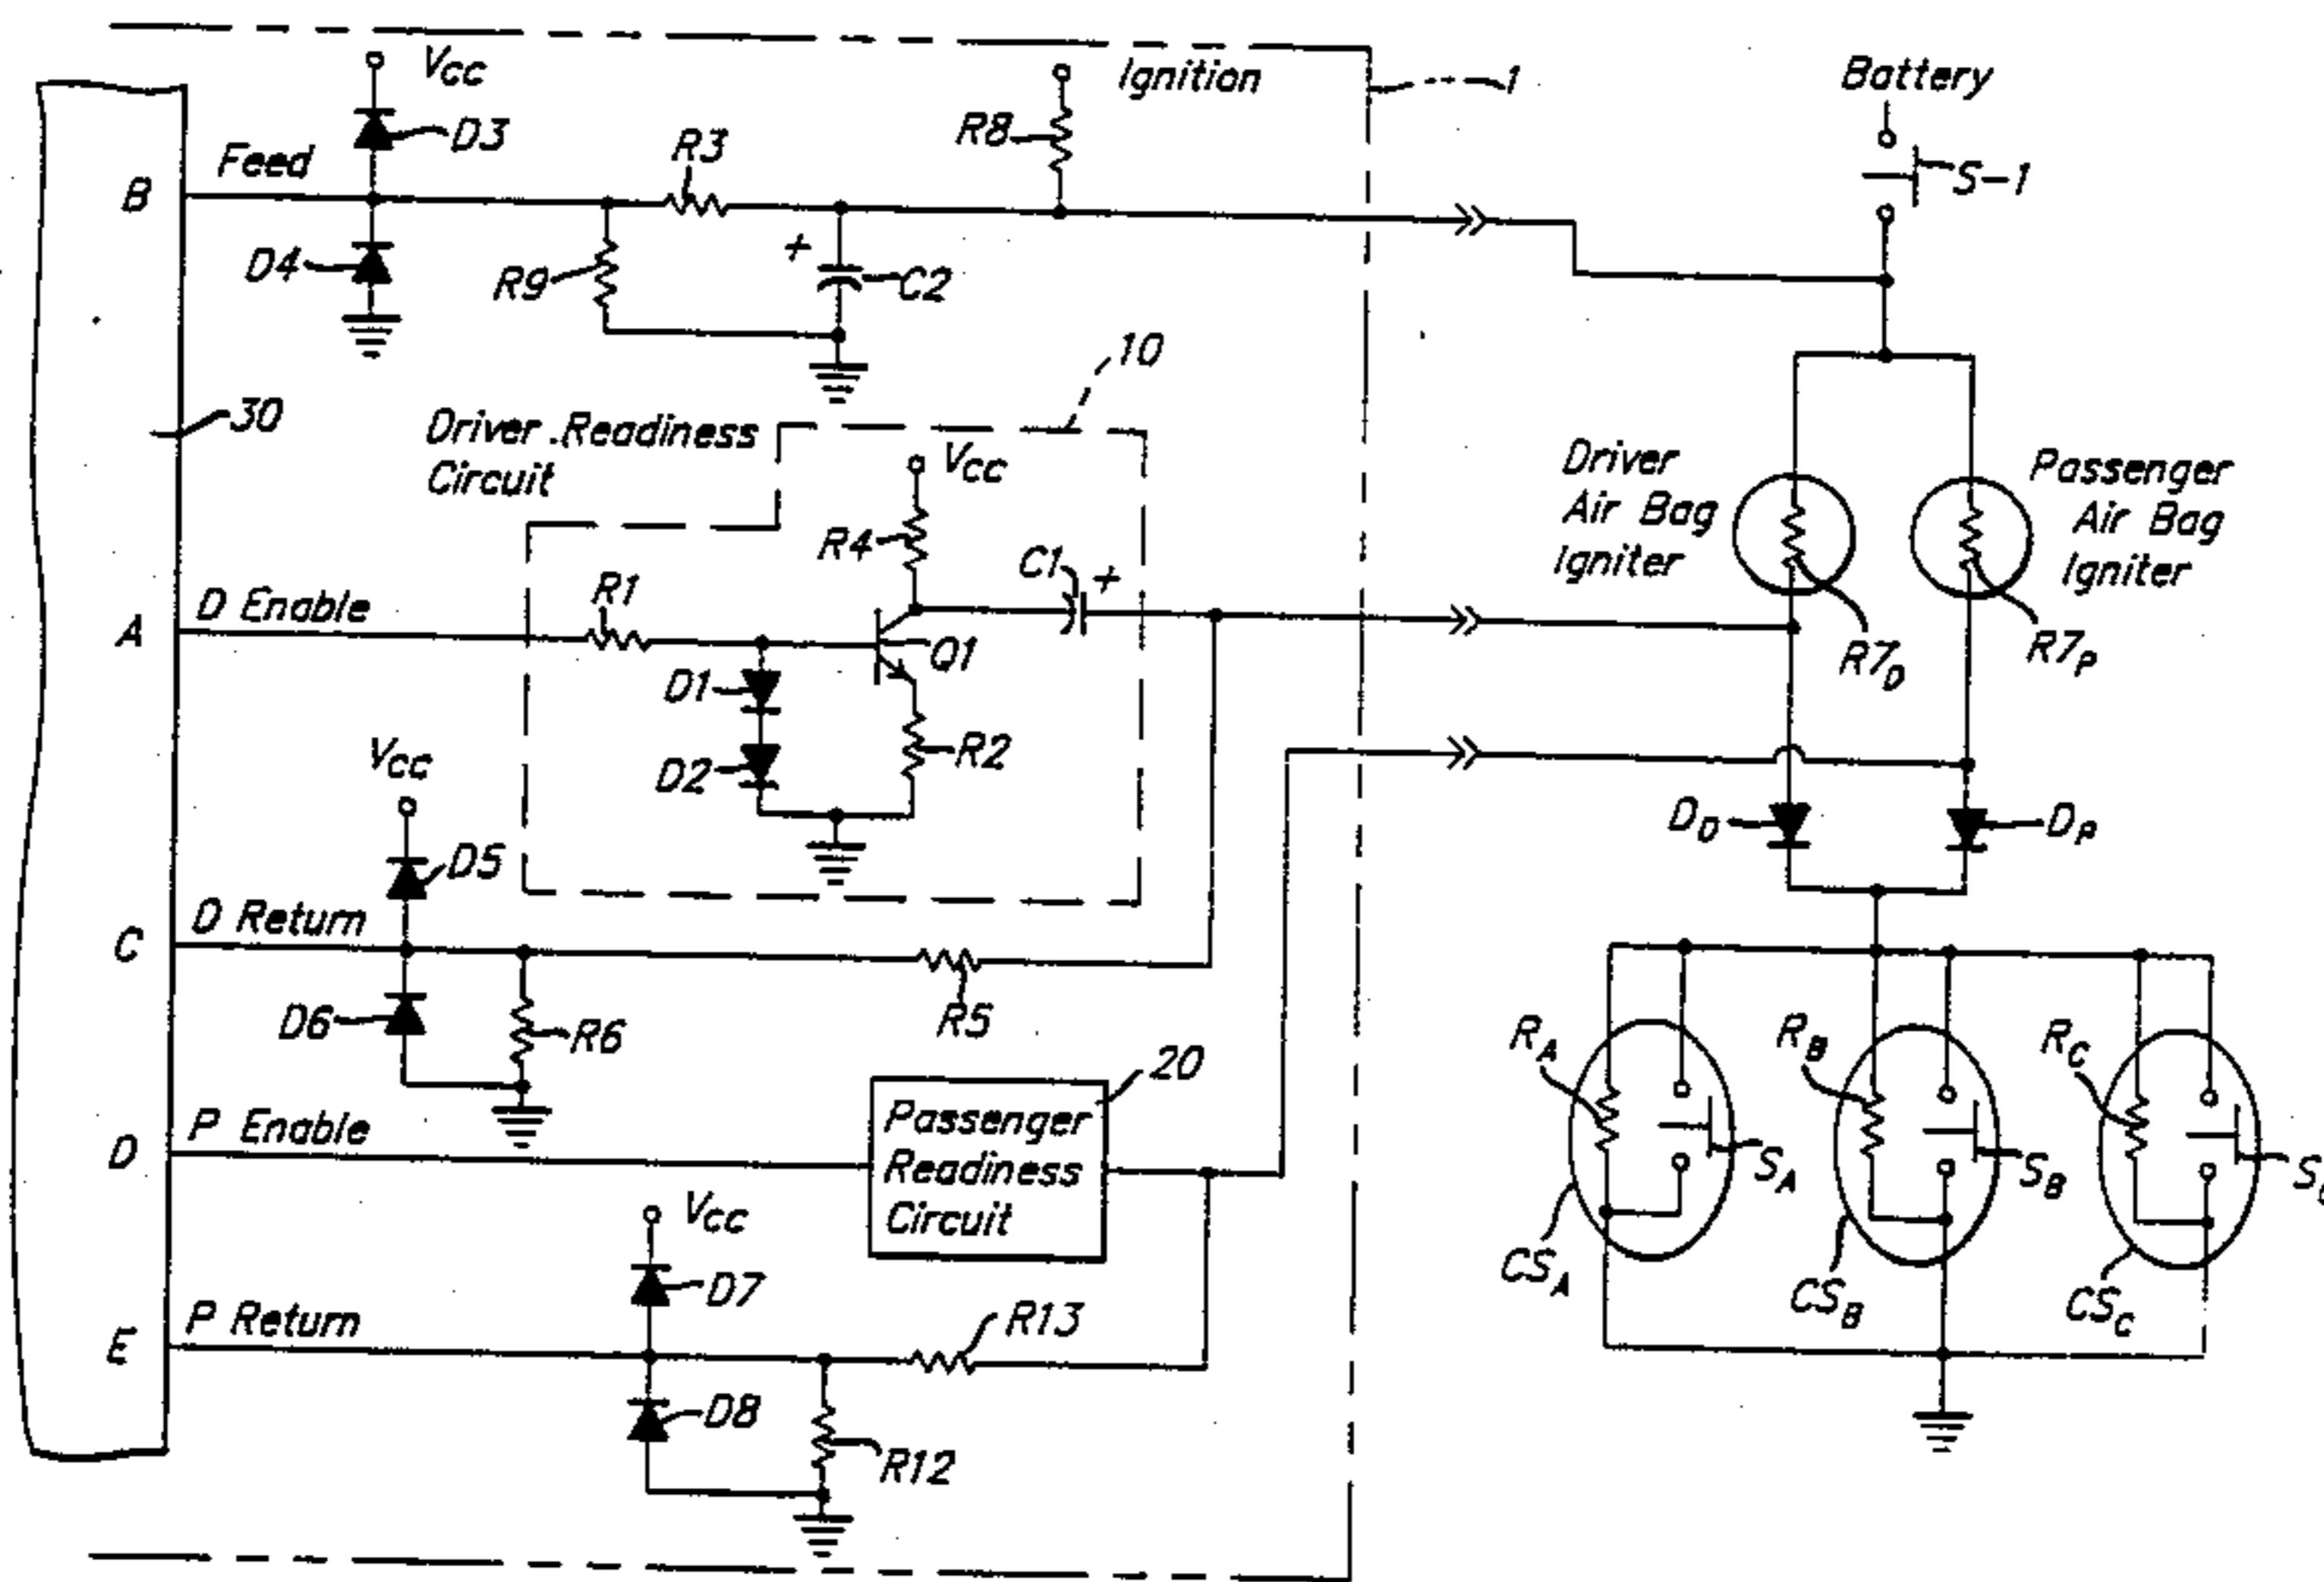 Vcc
Ignition
1
Battery
D3
R3
R8
S-1
B
Feed
D4
R9
+
C2
10
30
Driver Readiness
Circuit
Vcc
Driver
Air Bag
Igniter
Passenger
Air Bag
Igniter
R4
C1
+
A
D Enable
R1
Q1
R7D
R7P
D1
D2
R2
Vcc
DD
DP
D5
C
D Return
D6
R6
R5
RA
RB
RC
20
P Enable
D
Passenger
Readiness
Circuit
SA
SB
Vcc
CSA
CSB
CSC
D7
R13
E
P Return
D8
R12